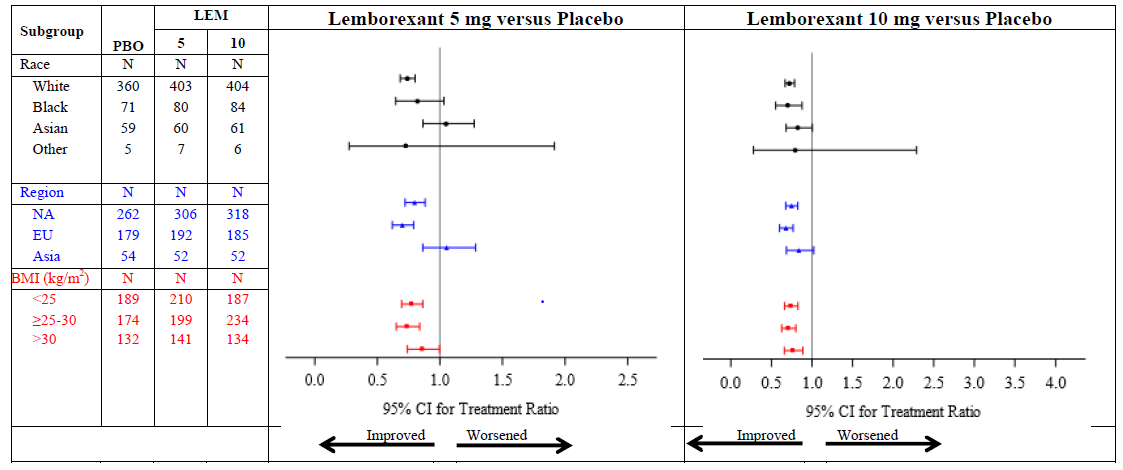 Subgroup PBO LEM Lemborexant 5 mg versus Placebo Lemborexant 10 mg versus Placebo
5 10
Race N N N
White 360 403 404
Black 71 80 84
Asian 59 60 61
Other 5 7 6
Region N N N
NA 262 306 318
EU 179 192 185
Asia 54 52 52
BMI (kg/m²) N N N
<25 189 210 187
≥25-30 174 199 234
>30 132 141 134
0.0 0.5 1.0 1.5 2.0 2.5
95% CI for Treatment Ratio
Improved Worsened
0.0 0.5 1.0 1.5 2.0 2.5 3.0 3.5 4.0
95% CI for Treatment Ratio
Improved Worsened